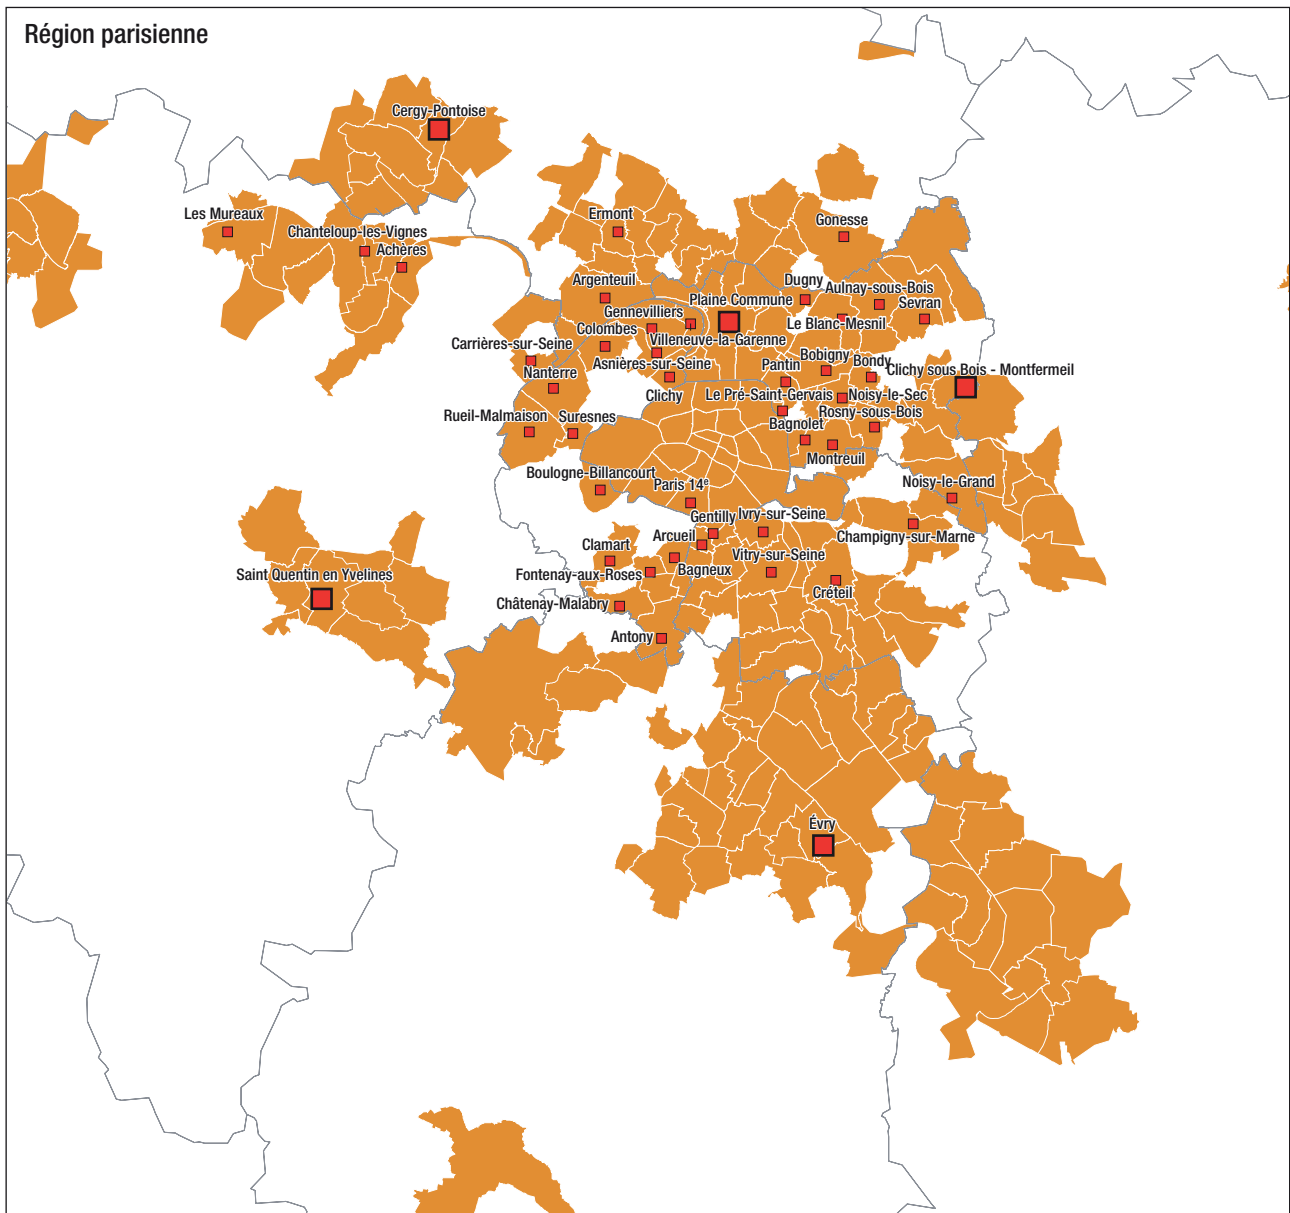 Région parisienne
Cergy-Pontoise
Les Mureaux
Chanteloup-les-Vignes
Achères
Ermont
Gonesse
Argenteuil
Dugny
Aulnay-sous-Bois
Plaine Commune
Sevran
Gennevilliers
Le Blanc-Mesnil
Colombes
Villeneuve-la-Garenne
Carrières-sur-Seine
Asnières-sur-Seine
Bobigny
Bondy
Pantin
Clichy sous Bois - Montfermeil
Nanterre
Clichy
Le Pré-Saint-Gervais
Noisy-le-Sec
Rueil-Malmaison
Suresnes
Rosny-sous-Bois
Bagnolet
Montreuil
Boulogne-Billancourt
Paris 14e
Noisy-le-Grand
Gentilly
Ivry-sur-Seine
Arcueil
Champigny-sur-Marne
Clamart
Vitry-sur-Seine
Bagneux
Saint Quentin en Yvelines
Fontenay-aux-Roses
Créteil
Châtenay-Malabry
Antony
Évry